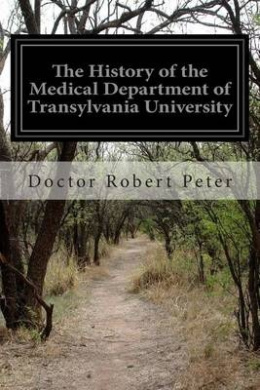 The History of the
Medical Department of
Transylvania University
Doctor Robert Peter